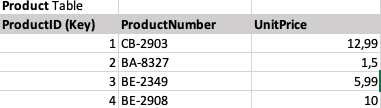 Product Table
ProductID (Key) ProductNumber UnitPrice
1 CB-2903 12,99
2 BA-8327 1,5
3 BE-2349 5,99
4 BE-2908 10